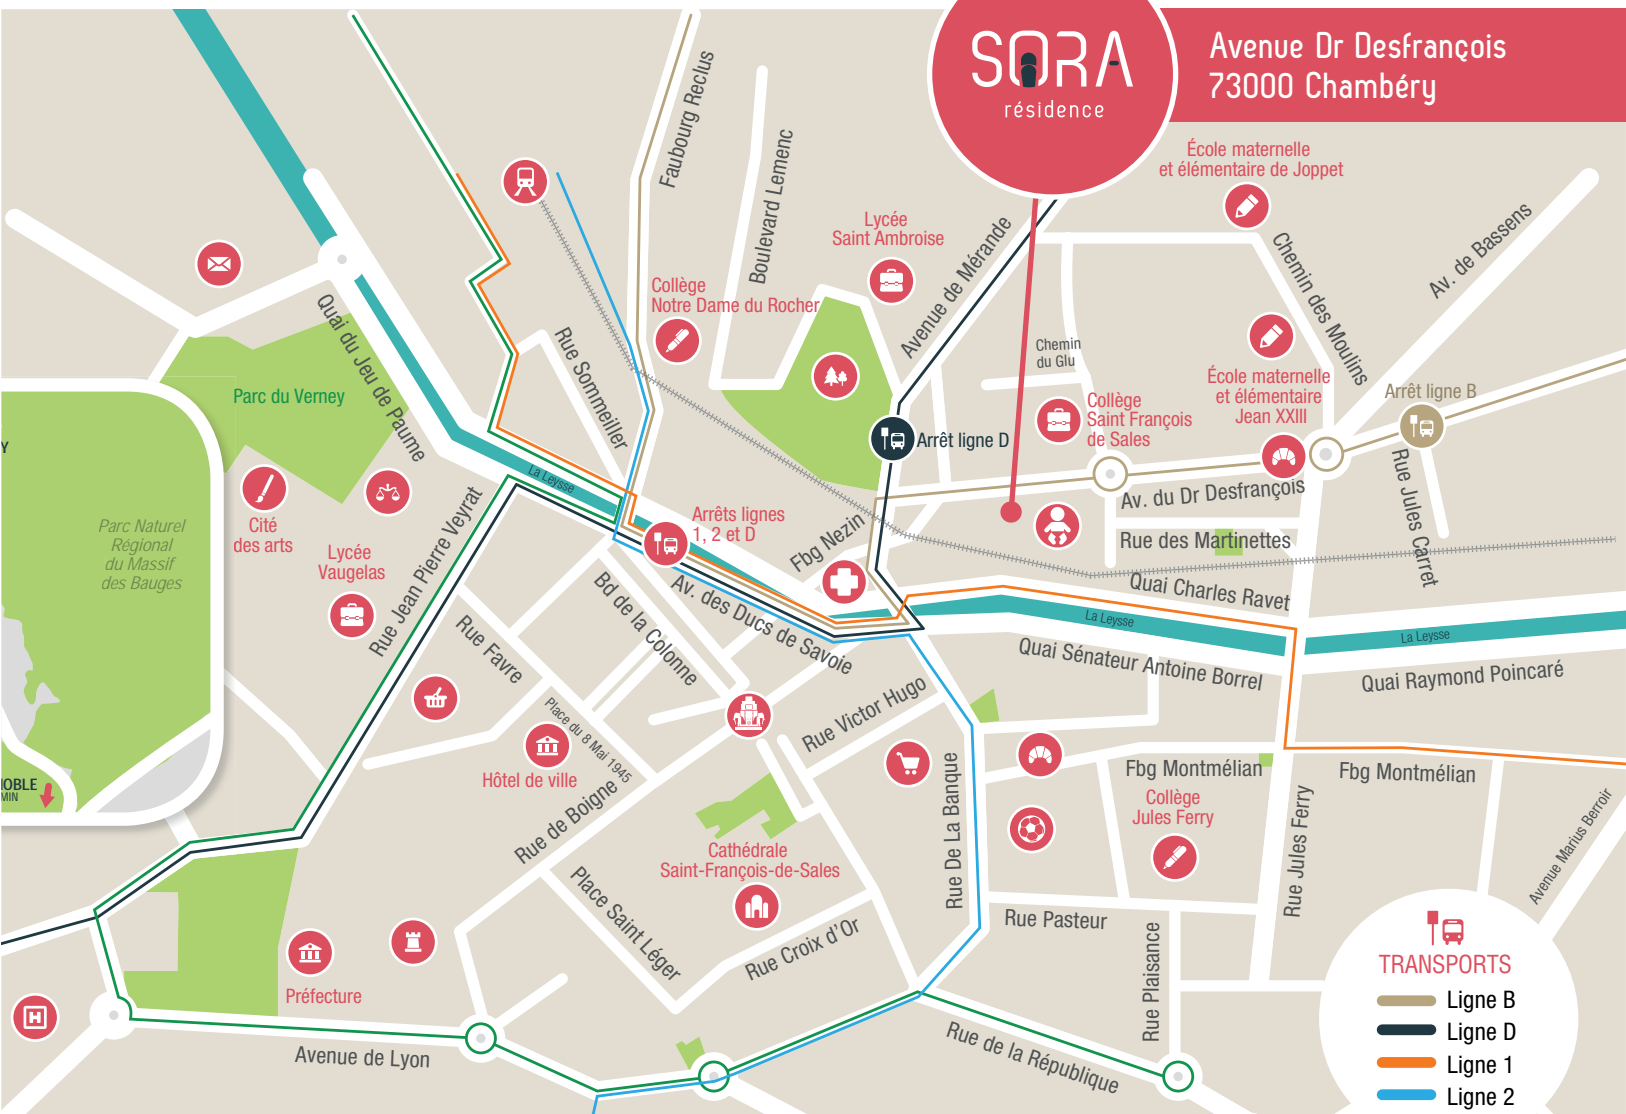 SORA
résidence
Avenue Dr Desfrançois
73000 Chambéry
École maternelle
et élémentaire de Joppet
Faubourg Reclus
Boulevard Lemenc
Lycée
Saint Ambroise
Avenue de Mérande
Chemin des Moulins
Av. de Bassens
Collège
Notre Dame du Rocher
Quai du Jeu de Paume
Rue Sommeiller
Chemin
du Glu
École maternelle
et élémentaire
Jean XXIII
Arrêt ligne B
Parc du Verney
Collège
Saint François
de Sales
Arrêt ligne D
Y
La Leysse
Av. du Dr Desfrançois
Rue Jules Carret
Parc Naturel
Régional
du Massif
des Bauges
Cité
des arts
Lycée
Vaugelas
Rue Jean Pierre Veyrat
Arrêts lignes
1, 2 et D
Fbg Nezin
Rue des Martinettes
Quai Charles Ravet
Bd de la Colonne
Av. des Ducs de Savoie
La Leysse
La Leysse
Rue Favre
Quai Sénateur Antoine Borrel
Quai Raymond Poincaré
Place du 8 Mai 1945
Rue Victor Hugo
Hôtel de ville
OBLE
MIN
Rue de Boigne
Rue De La Banque
Fbg Montmélian
Fbg Montmélian
Collège
Jules Ferry
Rue Jules Ferry
Avenue Marius Berroir
Cathédrale
Saint-François-de-Sales
Place Saint Léger
Rue Croix d'Or
Rue Pasteur
Rue Plaisance
Préfecture
H
Avenue de Lyon
Rue de la République
TRANSPORTS
Ligne B
Ligne D
Ligne 1
Ligne 2